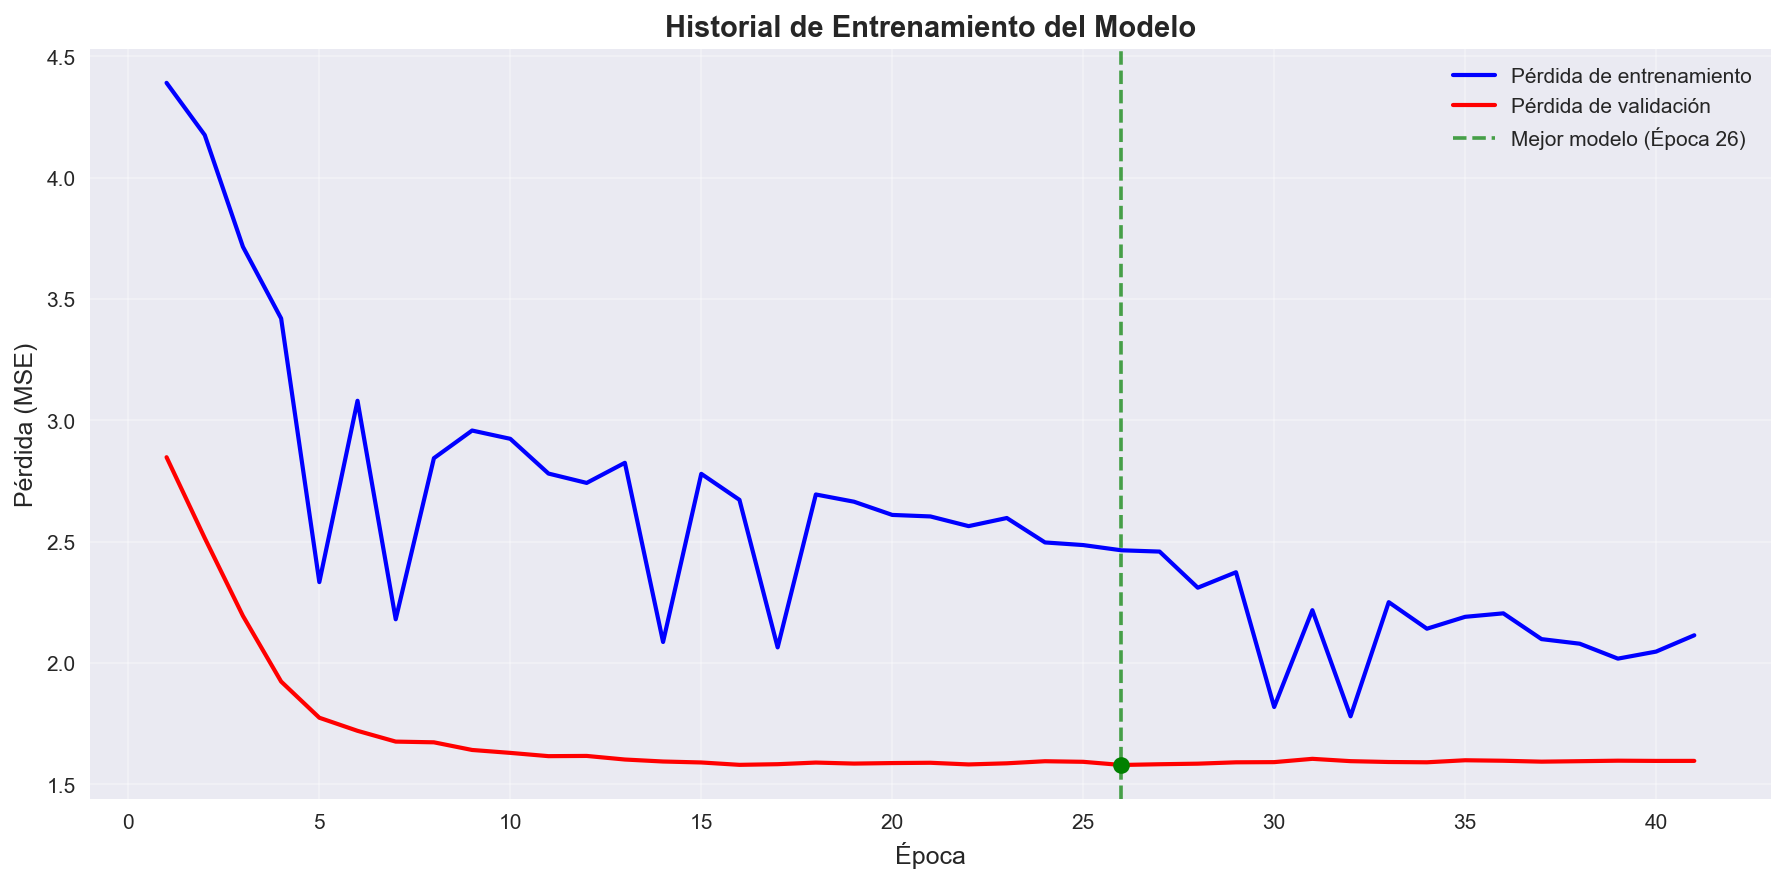 Historial de Entrenamiento del Modelo
Pérdida de entrenamiento
Pérdida de validación
Mejor modelo (Época 26)
Pérdida (MSE)
4.5
4.0
3.5
3.0
2.5
2.0
1.5
0 5 10 15 20 25 30 35 40
Época